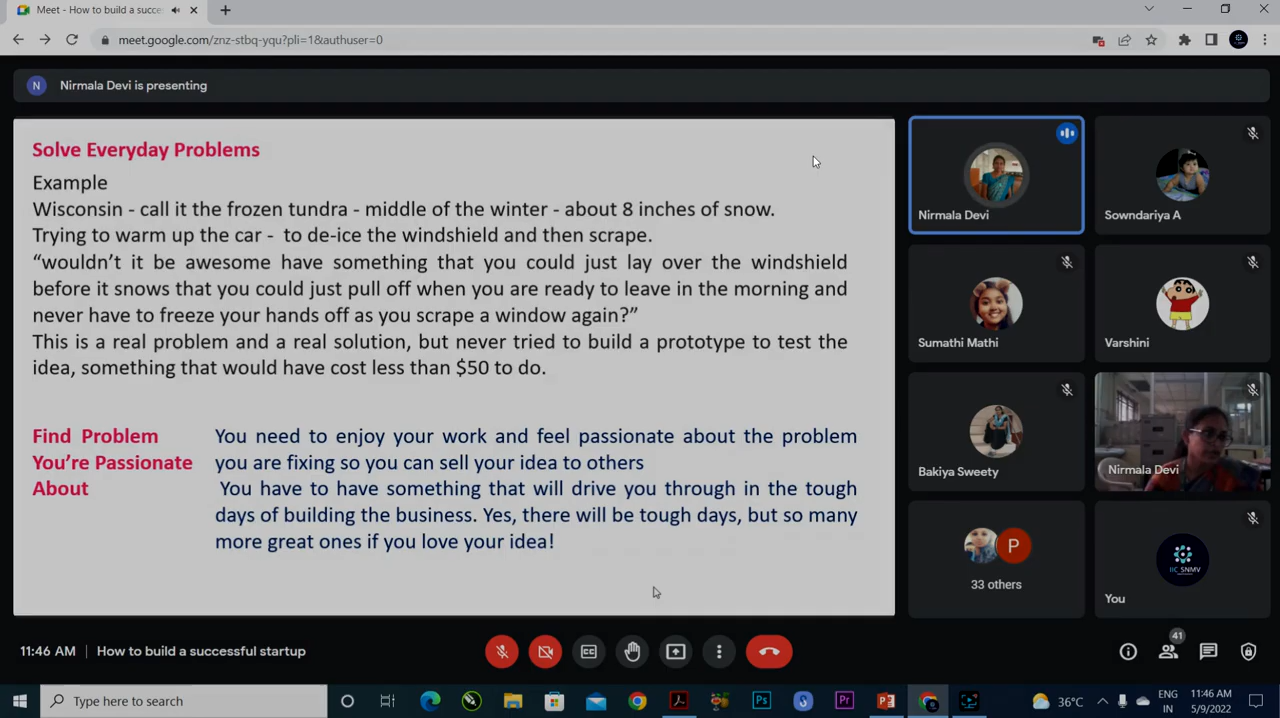 Meet - How to build a succe
meet.google.com/znz-stbq-yqu?pli=1&authuser=0
N
Nirmala Devi is presenting
Solve Everyday Problems
Example
Wisconsin - call it the frozen tundra - middle of the winter - about 8 inches of snow.
Trying to warm up the car - to de-ice the windshield and then scrape.
“wouldn’t it be awesome have something that you could just lay over the windshield
before it snows that you could just pull off when you are ready to leave in the morning and
never have to freeze your hands off as you scrape a window again?”
This is a real problem and a real solution, but never tried to build a prototype to test the
idea, something that would have cost less than $50 to do.
Find Problem
You’re Passionate
About
You need to enjoy your work and feel passionate about the problem
you are fixing so you can sell your idea to others
You have to have something that will drive you through in the tough
days of building the business. Yes, there will be tough days, but so many
more great ones if you love your idea!
Nirmala Devi
Sowndariya A
Sumathi Mathi
Varshini
Bakiya Sweety
Nirmala Devi
P
33 others
IIC_SNMV
You
11:46 AM | How to build a successful startup
CC
41
Type here to search
Ps
S
Pr
P
36°C
ENG
IN
11:46 AM
5/9/2022